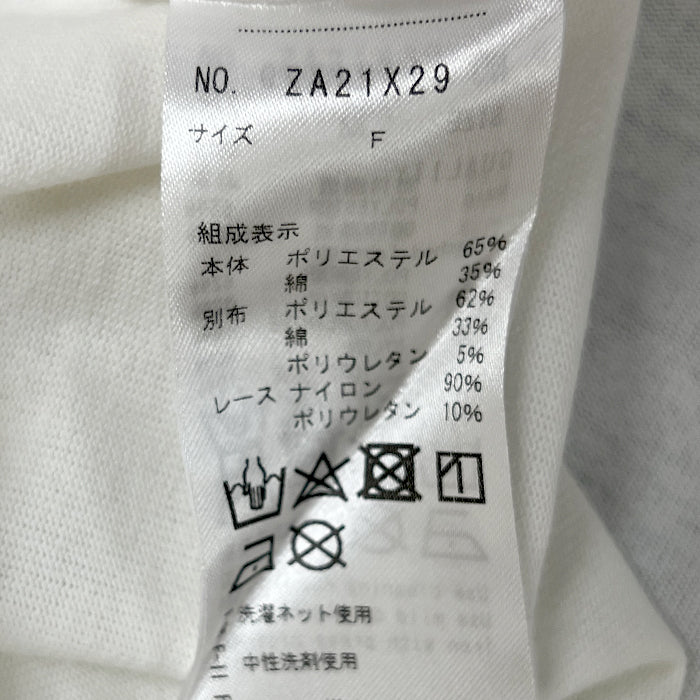 NO. ZA21X29
サイズ F
組成表示
本体 ポリエステル 65%
綿 35%
別布 ポリエステル 62%
綿 33%
ポリウレタン 5%
レース ナイロン 90%
ポリウレタン 10%
洗濯ネット使用
中性洗剤使用